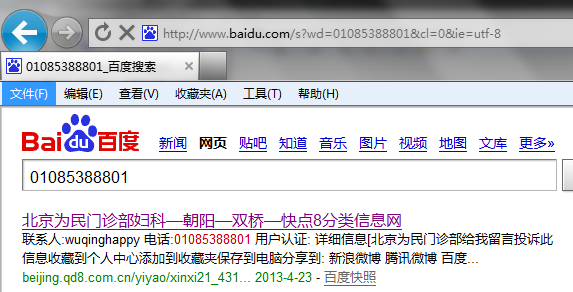 http://www.baidu.com/s?wd=01085388801&cl=0&ie=utf-8
01085388801_百度搜索
文件(F) 编辑(E) 查看(V) 收藏夹(A) 工具(T) 帮助(H)
Bai du 百度 新闻 网页 贴吧 知道 音乐 图片 视频 地图 文库 更多»
01085388801
北京为民门诊部妇科—朝阳—双桥—快点8分类信息网
联系人:wuqinghappy 电话:01085388801 用户认证: 详细信息[北京为民门诊部给我留言投诉此
信息收藏到个人中心添加到收藏夹保存到电脑分享到: 新浪微博 腾讯微博 百度...
beijing.qd8.com.cn/yiyao/xinxi21_431... 2013-4-23 - 百度快照